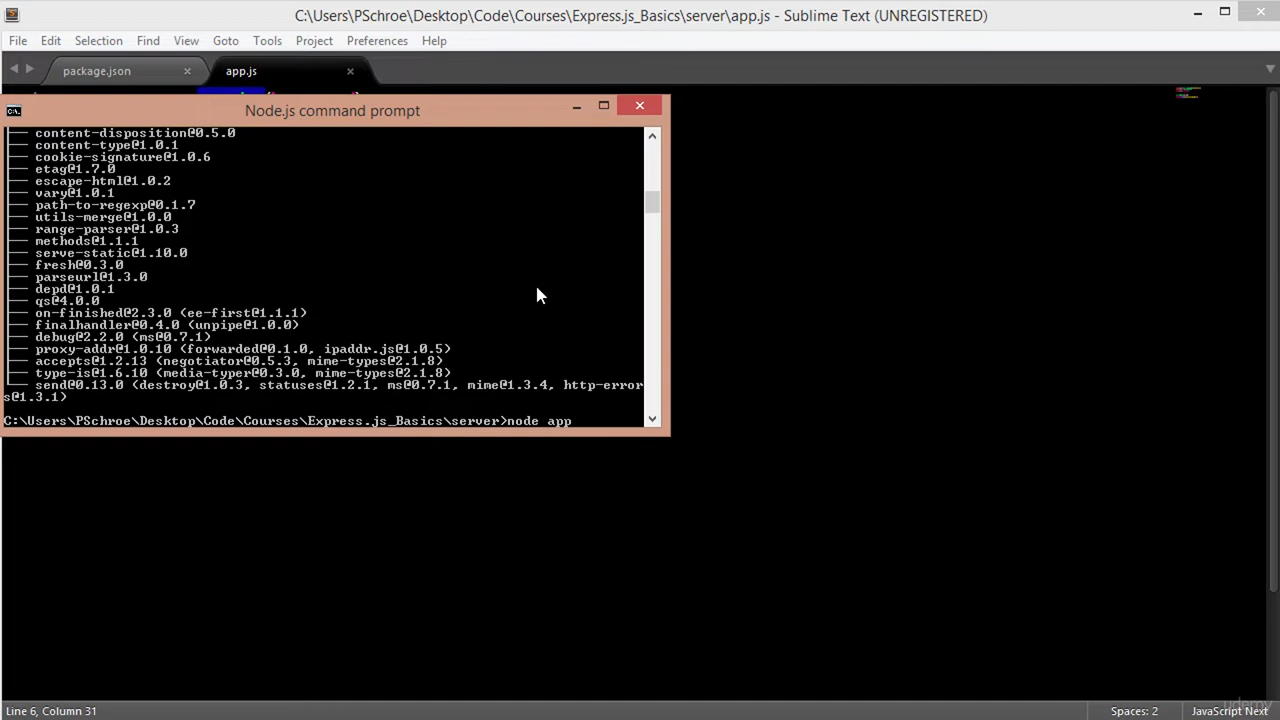 C:\Users\PSchroe\Desktop\Code\Courses\Express.js_Basics\server\app.js - Sublime Text (UNREGISTERED)
File Edit Selection Find View Goto Tools Project Preferences Help
package.json app.js
Node.js command prompt
content-disposition@0.5.0
content-type@1.0.1
cookie-signature@1.0.6
etag@1.7.0
escape-html@1.0.2
vary@1.0.1
path-to-regexp@0.1.7
utils-merge@1.0.0
range-parser@1.0.3
methods@1.1.1
serve-static@1.10.0
fresh@0.3.0
parseurl@1.3.0
depd@1.0.1
qs@4.0.0
on-finished@2.3.0 (ee-first@1.1.1)
finalhandler@0.4.0 (unpipe@1.0.0)
debug@2.2.0 (ms@0.7.1)
proxy-addr@1.0.10 (forwarded@0.1.0, ipaddr.js@1.0.5)
accepts@1.2.13 (negotiator@0.5.3, mime-types@2.1.8)
type-is@1.6.10 (media-typer@0.3.0, mime-types@2.1.8)
send@0.13.0 (destroy@1.0.3, statuses@1.2.1, ms@0.7.1, mime@1.3.4, http-error
s@1.3.1)
C:\Users\PSchroe\Desktop\Code\Courses\Express.js_Basics\server>node app
Line 6, Column 31
Spaces: 2
JavaScript Next
udemy